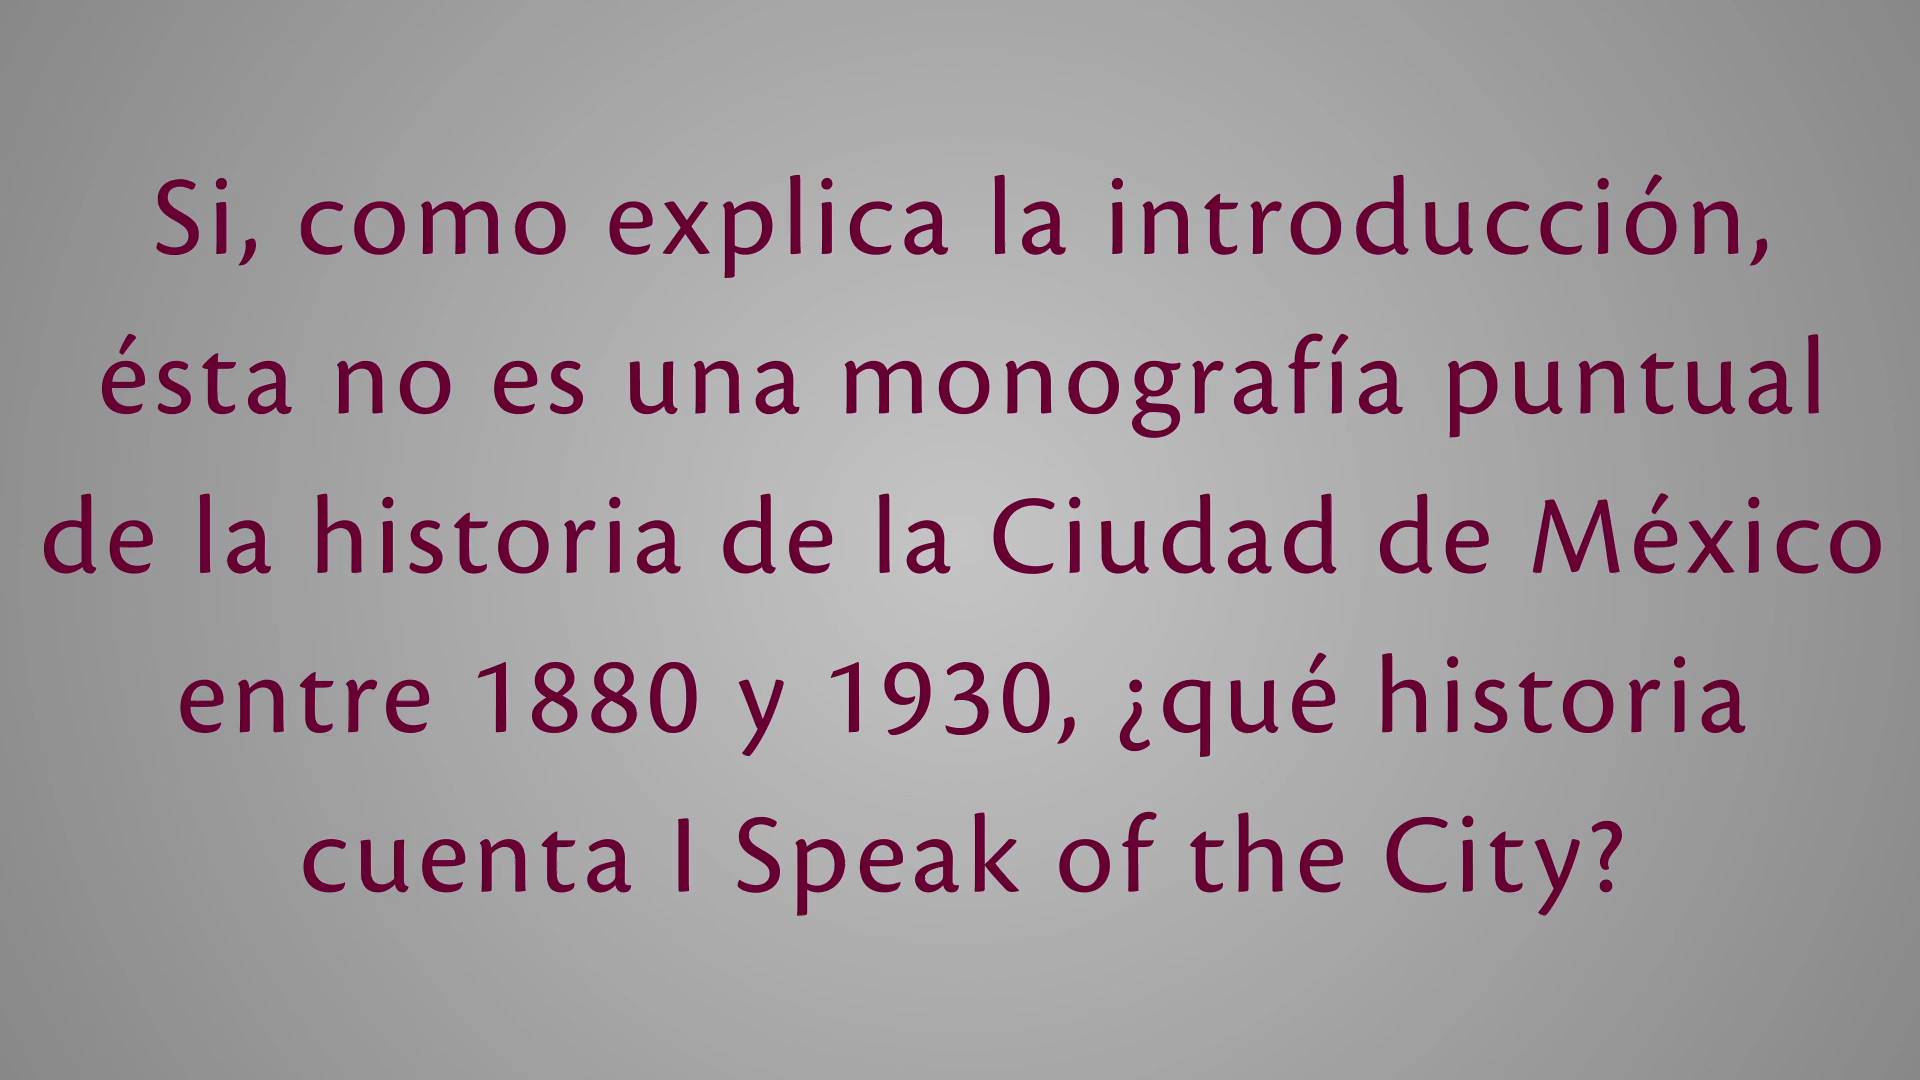 Si, como explica la introducción,
ésta no es una monografía puntual
de la historia de la Ciudad de México
entre 1880 y 1930, ¿qué historia
cuenta I Speak of the City?